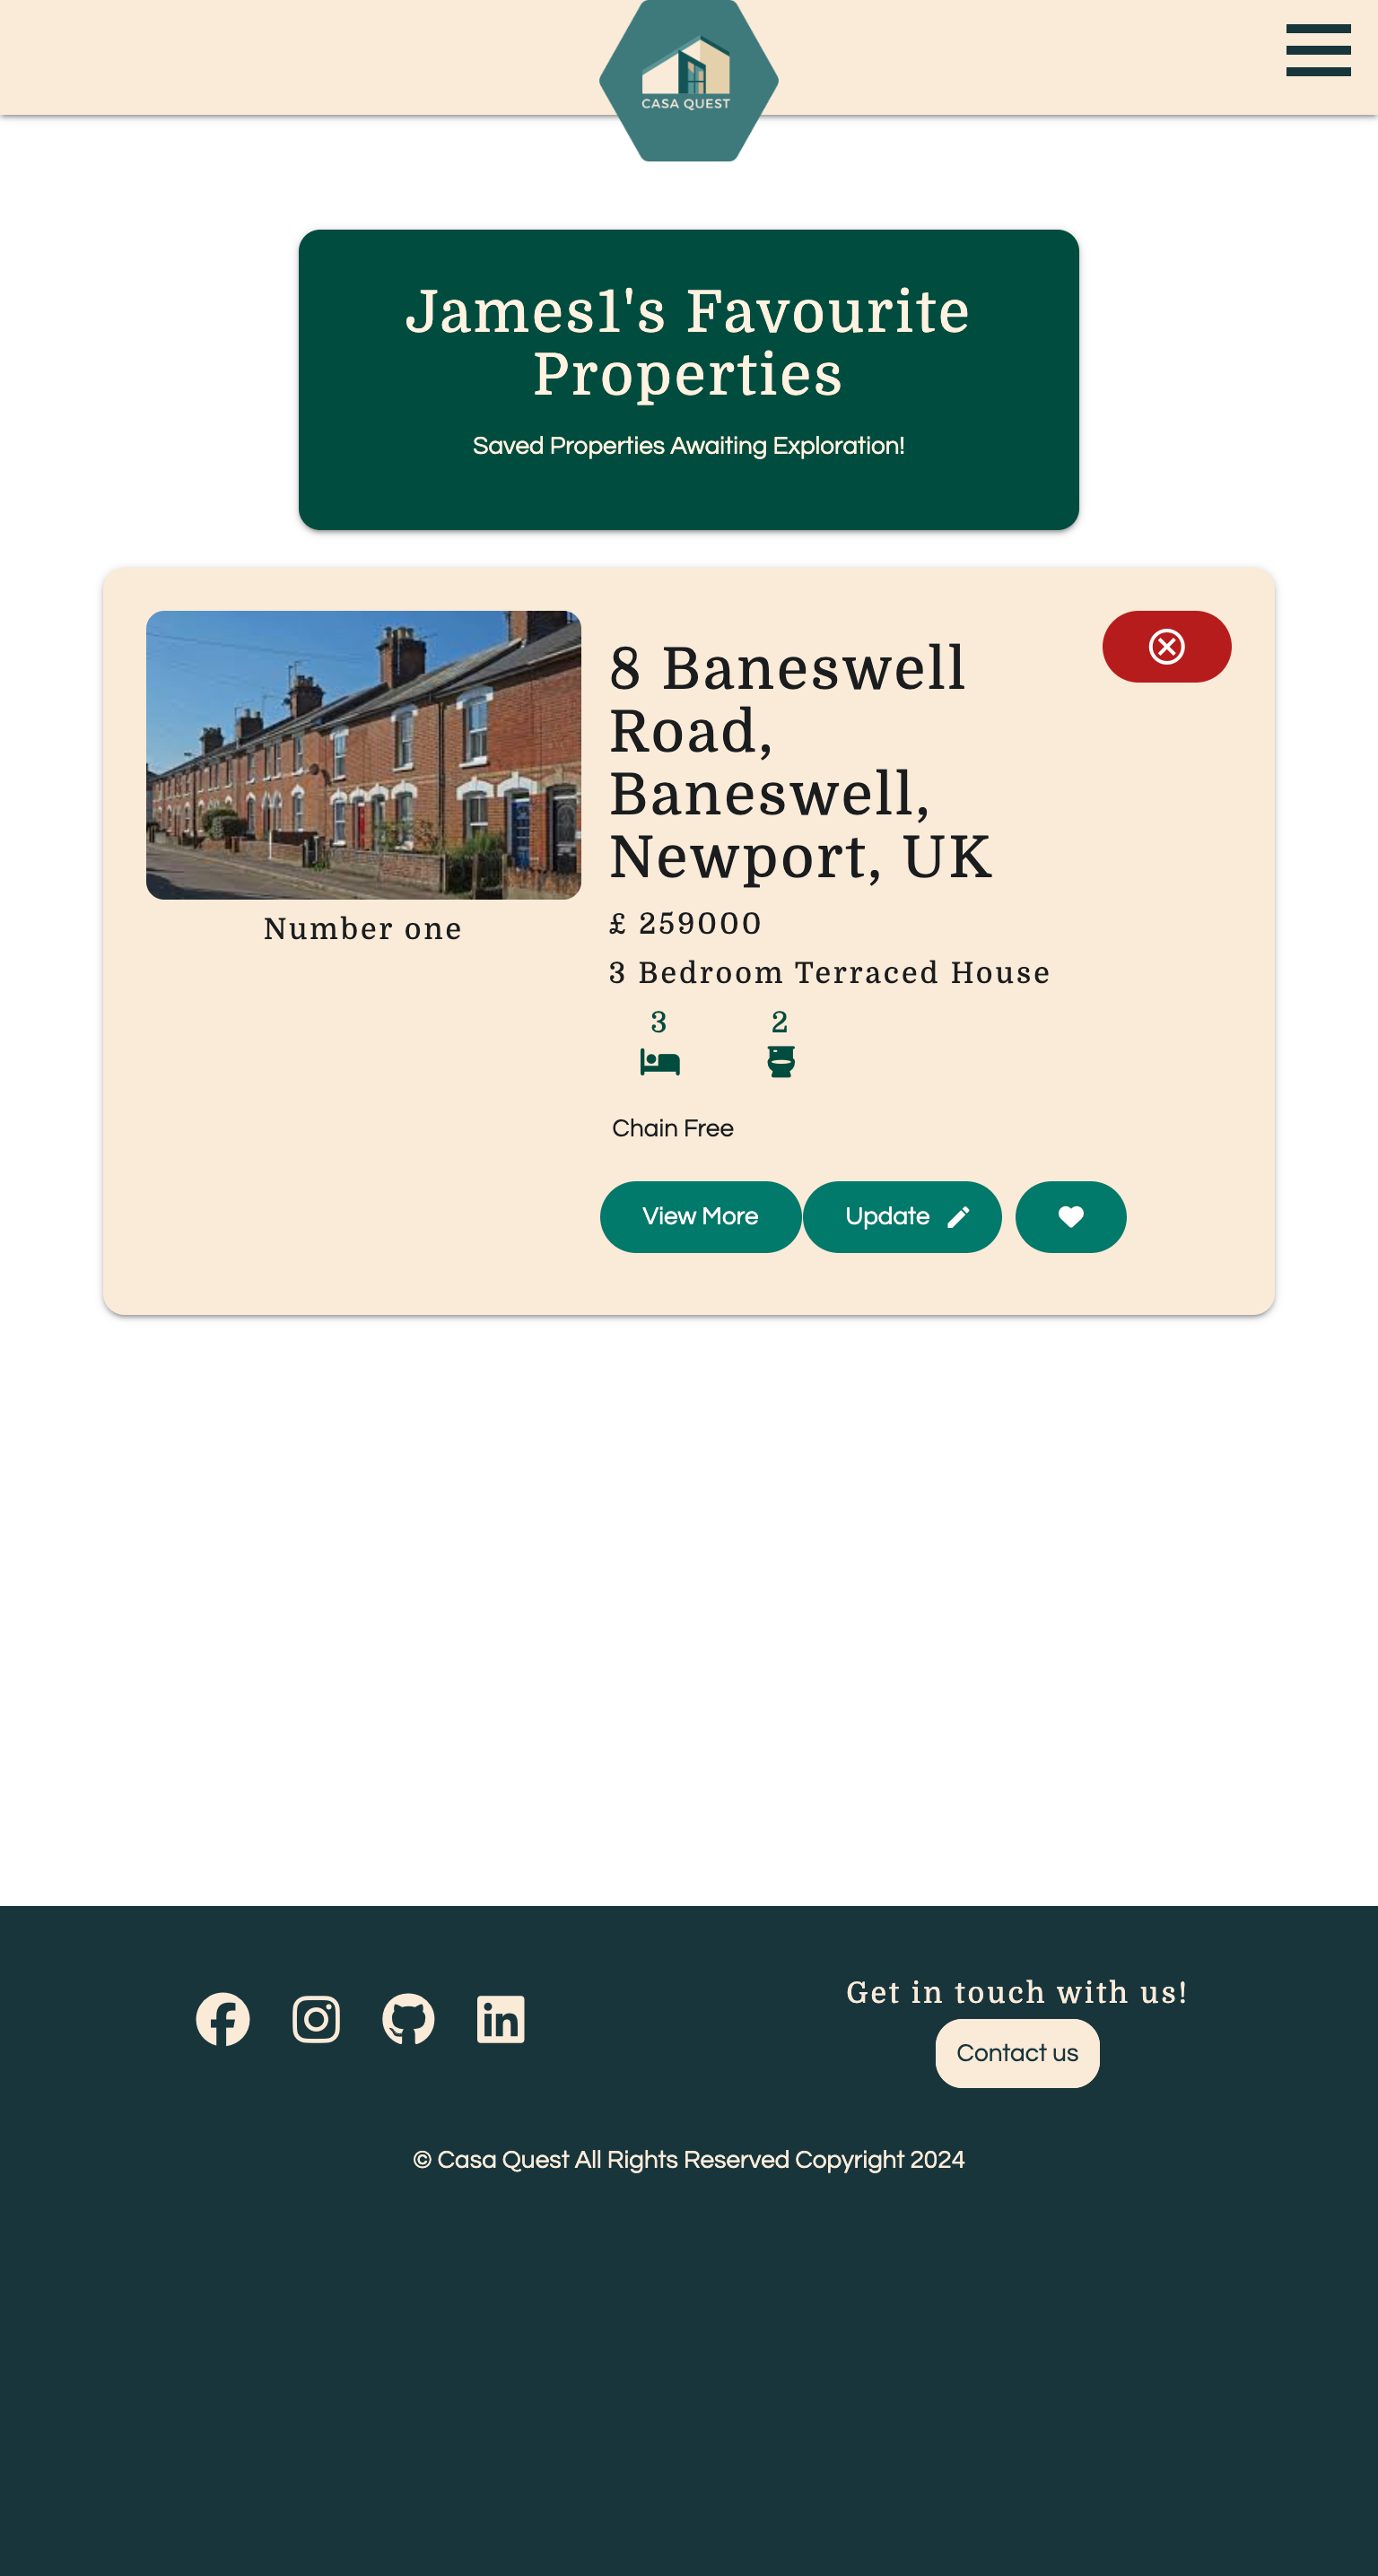 CASA QUEST
James1's Favourite
Properties
Saved Properties Awaiting Exploration!
8 Baneswell
Road,
Baneswell,
Newport, UK
£ 259000
Number one
3 Bedroom Terraced House
3 2
Chain Free
View More Update
Get in touch with us!
Contact us
© Casa Quest All Rights Reserved Copyright 2024